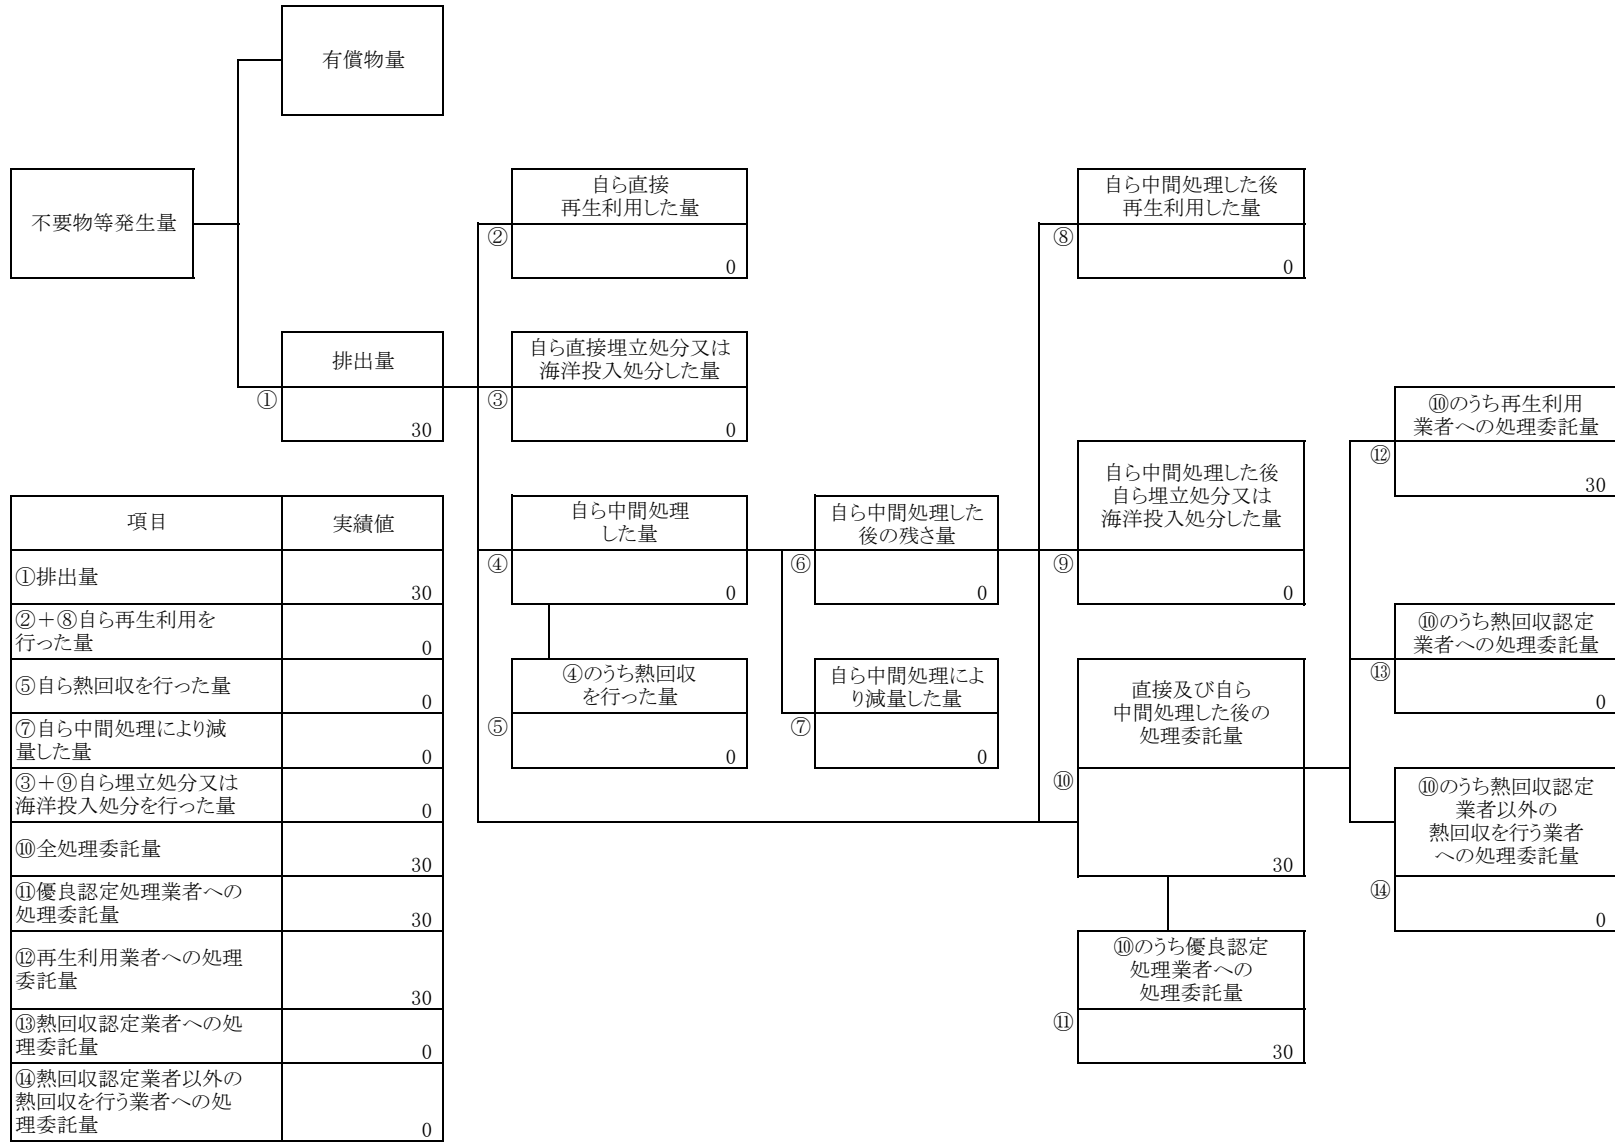 有償物量
不要物等発生量
自ら直接
再生利用した量
②
0
自ら中間処理した後
再生利用した量
⑧
0
排出量
①
30
自ら直接埋立処分又は
海洋投入処分した量
③
0
⑩のうち再生利用
業者への処理委託量
⑫
30
自ら中間処理した後
自ら埋立処分又は
海洋投入処分した量
⑨
0
自ら中間処理
した量
④
0
自ら中間処理した
後の残さ量
⑥
0
⑩のうち熱回収認定
業者への処理委託量
⑬
0
④のうち熱回収
を行った量
⑤
0
自ら中間処理によ
り減量した量
⑦
0
直接及び自ら
中間処理した後の
処理委託量
⑩
30
⑩のうち熱回収認定
業者以外の
熱回収を行う業者
への処理委託量
⑭
0
⑩のうち優良認定
処理業者への
処理委託量
⑪
30
項目 実績値
①排出量
30
②＋⑧自ら再生利用を
行った量
0
⑤自ら熱回収を行った量
0
⑦自ら中間処理により減
量した量
0
③＋⑨自ら埋立処分又は
海洋投入処分を行った量
0
⑩全処理委託量
30
⑪優良認定処理業者への
処理委託量
30
⑫再生利用業者への処理
委託量
30
⑬熱回収認定業者への処
理委託量
0
⑭熱回収認定業者以外の
熱回収を行う業者への処
理委託量
0